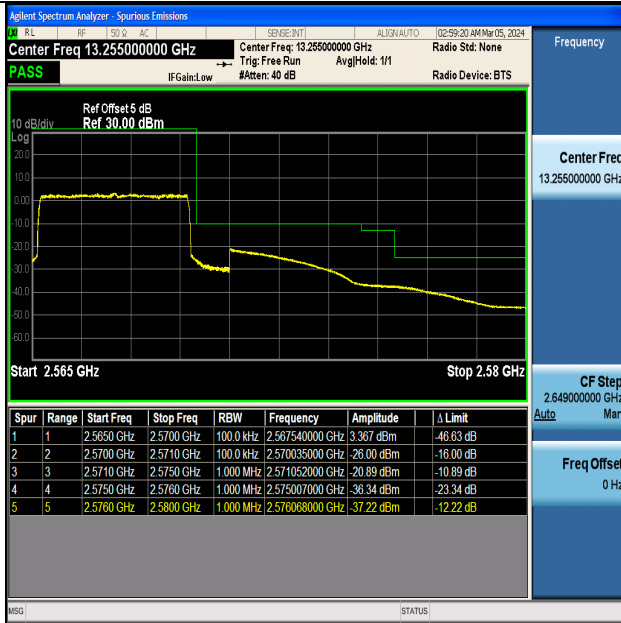 Agilent Spectrum Analyzer - Spurious Emissions
RL RF 50 Ω AC SENSE:INT ALIGN AUTO 02:59:20 AM Mar 05, 2024
Center Freq 13.255000000 GHz Center Freq: 13.255000000 GHz Radio Std: None
Trig: Free Run Avg|Hold: 1/1
PASS IFGain:Low #Atten: 40 dB Radio Device: BTS
Ref Offset 5 dB
10 dB/div Ref 30.00 dBm
Log
20.0
10.0
0.00
-10.0
-20.0
-30.0
-40.0
-50.0
-60.0
Start 2.565 GHz Stop 2.58 GHz
Spur Range Start Freq Stop Freq RBW Frequency Amplitude Δ Limit
1 1 2.5650 GHz 2.5700 GHz 100.0 kHz 2.567540000 GHz 3.367 dBm -46.63 dB
2 2 2.5700 GHz 2.5710 GHz 100.0 kHz 2.570035000 GHz -26.00 dBm -16.00 dB
3 3 2.5710 GHz 2.5750 GHz 1.000 MHz 2.571052000 GHz -20.89 dBm -10.89 dB
4 4 2.5750 GHz 2.5760 GHz 1.000 MHz 2.575007000 GHz -36.34 dBm -23.34 dB
5 5 2.5760 GHz 2.5800 GHz 1.000 MHz 2.576068000 GHz -37.22 dBm -12.22 dB
MSG STATUS
Frequency
Center Freq
13.255000000 GHz
CF Step
2.649000000 GHz
Auto Man
Freq Offset
0 Hz